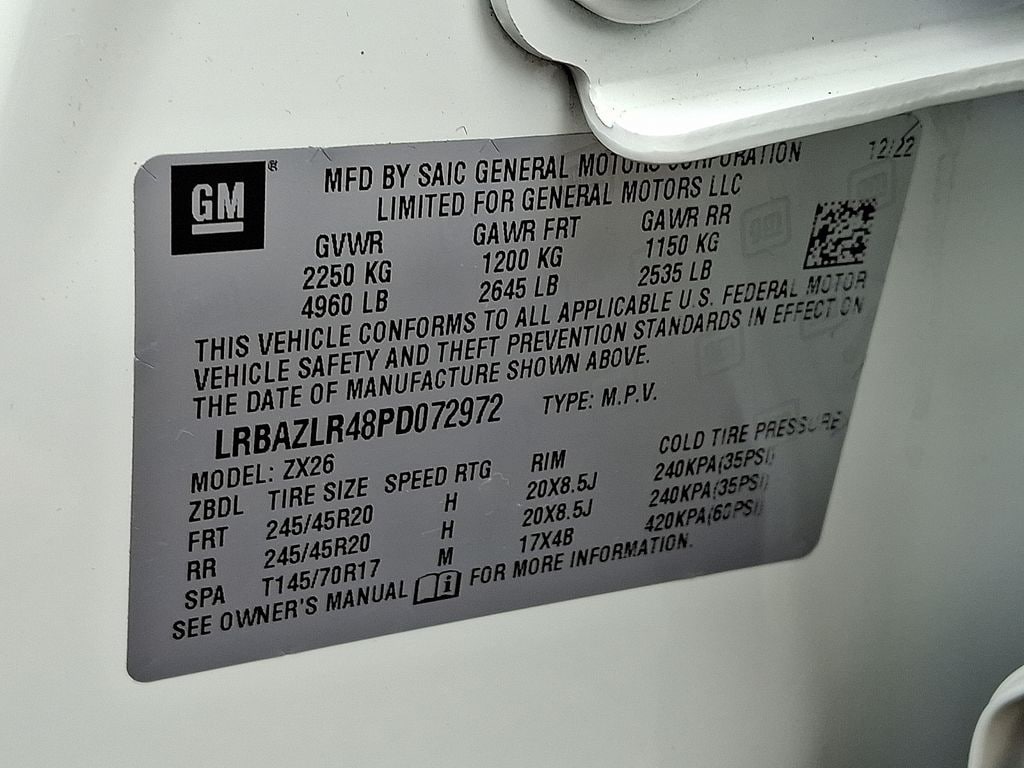 GM®
MFD BY SAIC GENERAL MOTORS CORPORATION 12/22
LIMITED FOR GENERAL MOTORS LLC
GVWR GAWR FRT GAWR RR
2250 KG 1200 KG 1150 KG
4960 LB 2645 LB 2535 LB
THIS VEHICLE CONFORMS TO ALL APPLICABLE U.S. FEDERAL MOTOR
VEHICLE SAFETY AND THEFT PREVENTION STANDARDS IN EFFECT ON
THE DATE OF MANUFACTURE SHOWN ABOVE.
LRBAZLR48PD072972 TYPE: M.P.V.
MODEL: ZX26
ZBDL TIRE SIZE SPEED RTG RIM COLD TIRE PRESSURE
FRT 245/45R20 H 20X8.5J 240KPA(35PSI)
RR 245/45R20 H 20X8.5J 240KPA(35PSI)
SPA T145/70R17 M 17X4B 420KPA(60PSI)
SEE OWNER'S MANUAL FOR MORE INFORMATION.